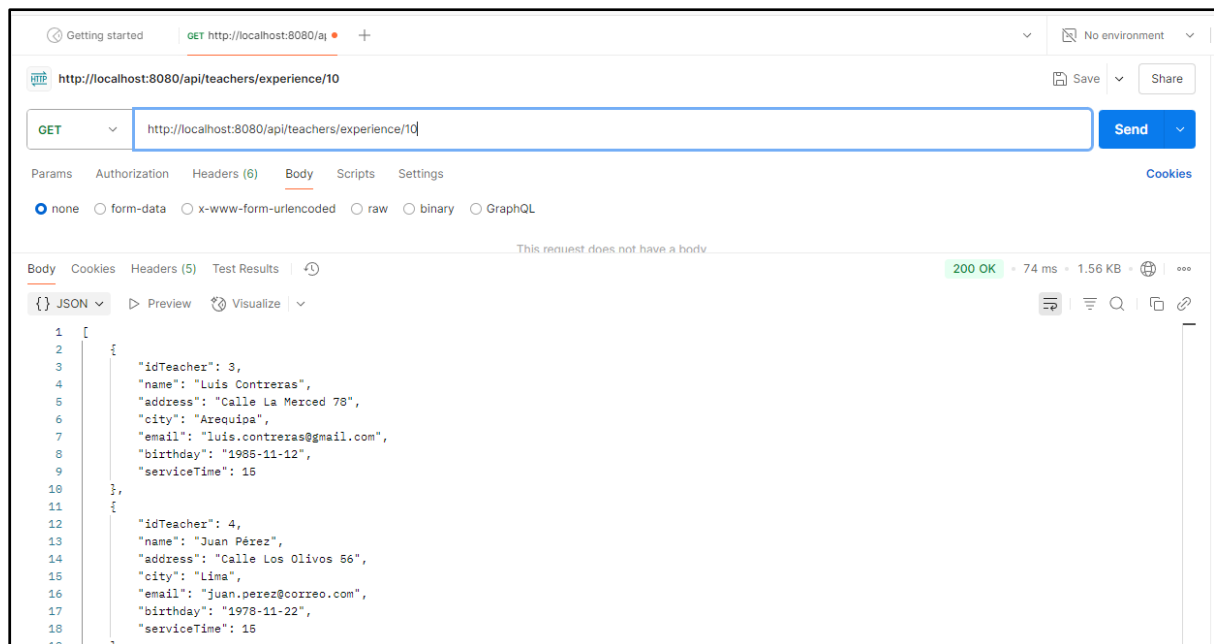 Getting started GET http://localhost:8080/a No environment
HTTP http://localhost:8080/api/teachers/experience/10 Save Share
GET http://localhost:8080/api/teachers/experience/10 Send
Params Authorization Headers (6) Body Scripts Settings Cookies
none form-data x-www-form-urlencoded raw binary GraphQL
This request does not have a body
Body Cookies Headers (5) Test Results 200 OK 74 ms 1.56 KB
{} JSON Preview Visualize
1 [
2 {
3 "idTeacher": 3,
4 "name": "Luis Contreras",
5 "address": "Calle La Merced 78",
6 "city": "Arequipa",
7 "email": "luis.contreras@gmail.com",
8 "birthday": "1985-11-12",
9 "serviceTime": 15
10 },
11 {
12 "idTeacher": 4,
13 "name": "Juan Pérez",
14 "address": "Calle Los Olivos 56",
15 "city": "Lima",
16 "email": "juan.perez@correo.com",
17 "birthday": "1978-11-22",
18 "serviceTime": 15